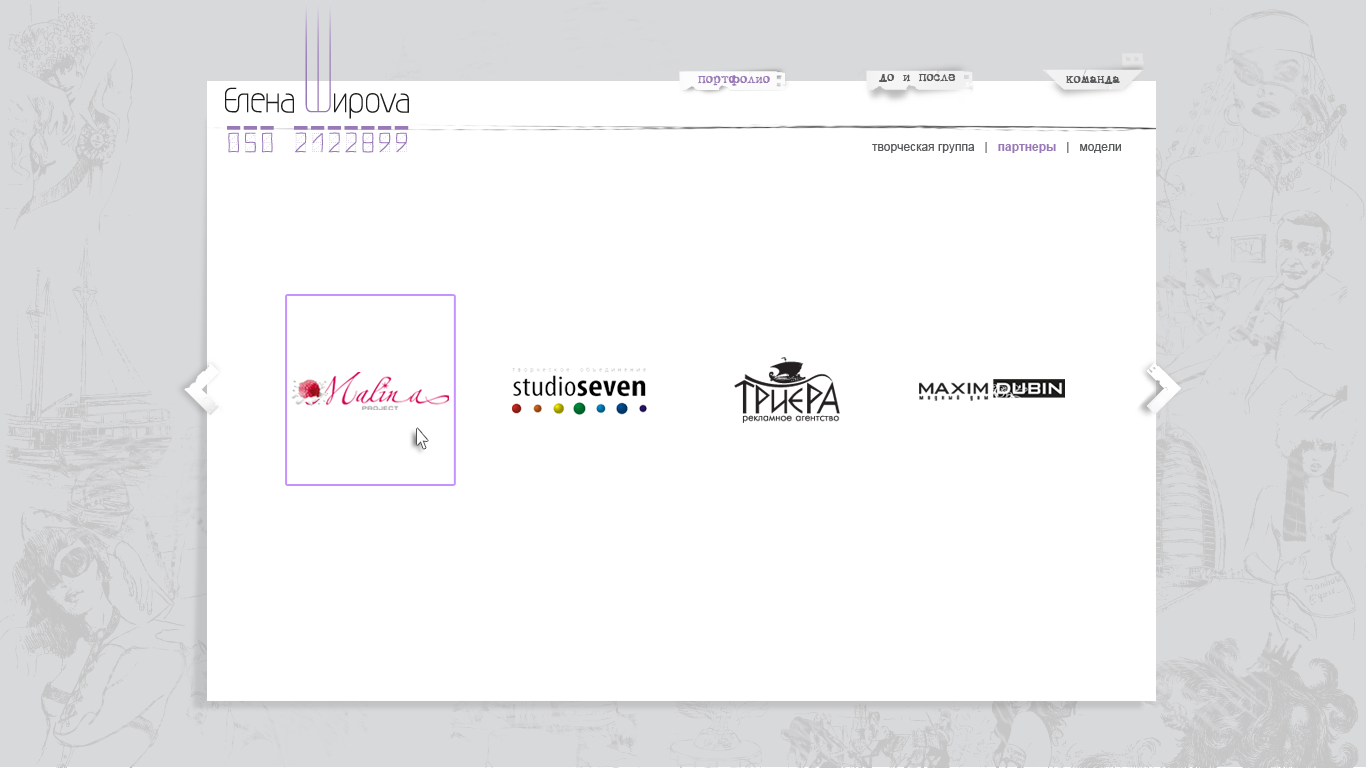 Елена Широva
050 2122899
портфолио
до и после
команда
творческая группа | партнеры | модели
Malina
PROJECT
творческое объединение
studioseven
ТРИЕРА
рекламное агентство
MAXIM DUBIN
модный дом